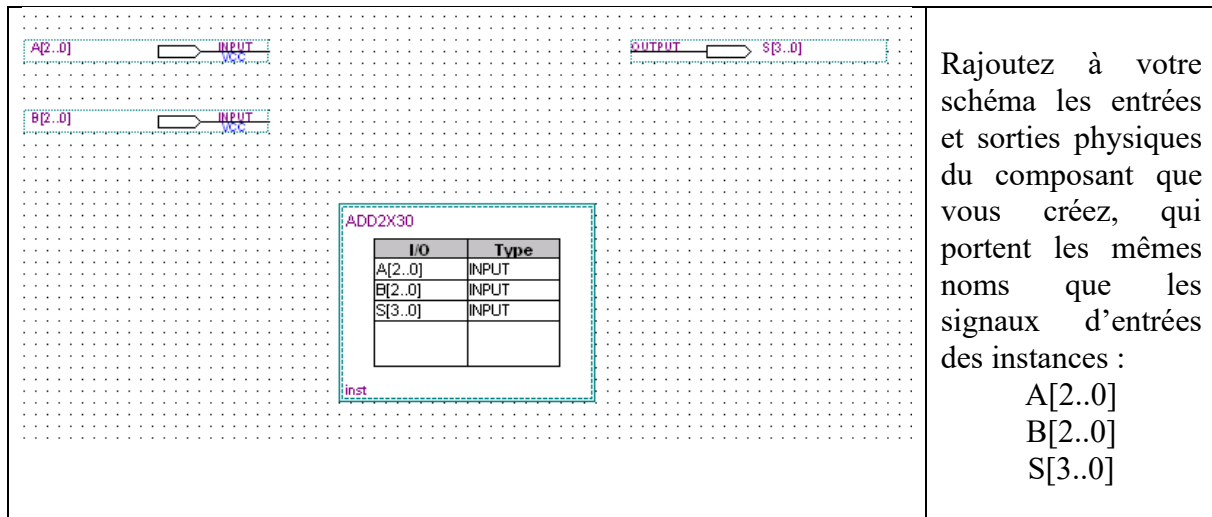 A[2..0] INPUT
VCC
OUTPUT S[3..0]
B[2..0] INPUT
VCC
ADD2X30
I/O Type
A[2..0] INPUT
B[2..0] INPUT
S[3..0] INPUT
inst
Rajoutez à votre
schéma les entrées
et sorties physiques
du composant que
vous créez, qui
portent les mêmes
noms que les
signaux d’entrées
des instances :
A[2..0]
B[2..0]
S[3..0]